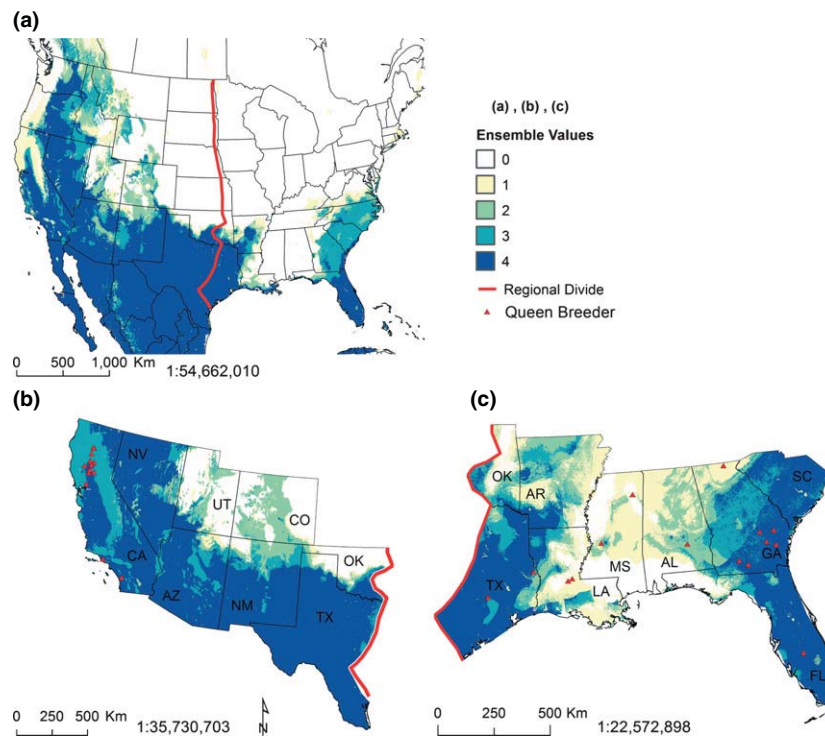 (a)
(a) , (b) , (c)
Ensemble Values
0
1
2
3
4
Regional Divide
Queen Breeder
0 500 1,000 Km
1:54,662,010
(b)
NV
UT
CO
CA
OK
AZ
NM
TX
0 250 500 Km
1:35,730,703
N
(c)
OK
AR
SC
TX
MS
AL
GA
LA
FL
0 250 500 Km
1:22,572,898